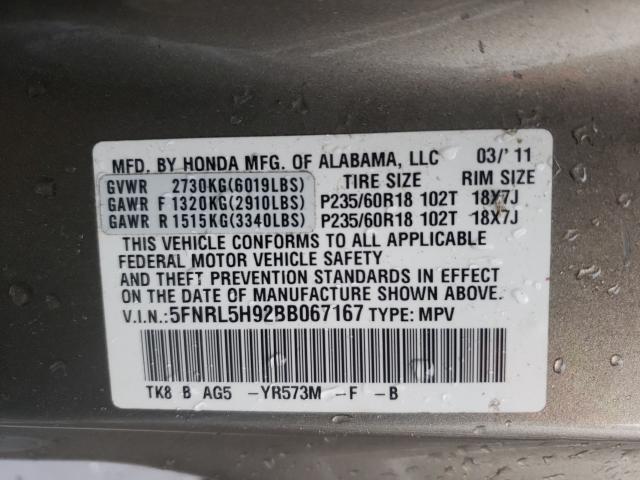 MFD. BY HONDA MFG. OF ALABAMA, LLC 03/'11
GVWR 2730KG(6019LBS) TIRE SIZE RIM SIZE
GAWR F 1320KG(2910LBS) P235/60R18 102T 18X7J
GAWR R 1515KG(3340LBS) P235/60R18 102T 18X7J
THIS VEHICLE CONFORMS TO ALL APPLICABLE
FEDERAL MOTOR VEHICLE SAFETY
AND THEFT PREVENTION STANDARDS IN EFFECT
ON THE DATE OF MANUFACTURE SHOWN ABOVE.
V.I.N.:5FNRL5H92BB067167 TYPE: MPV
TK8 B AG5 -YR573M -F -B